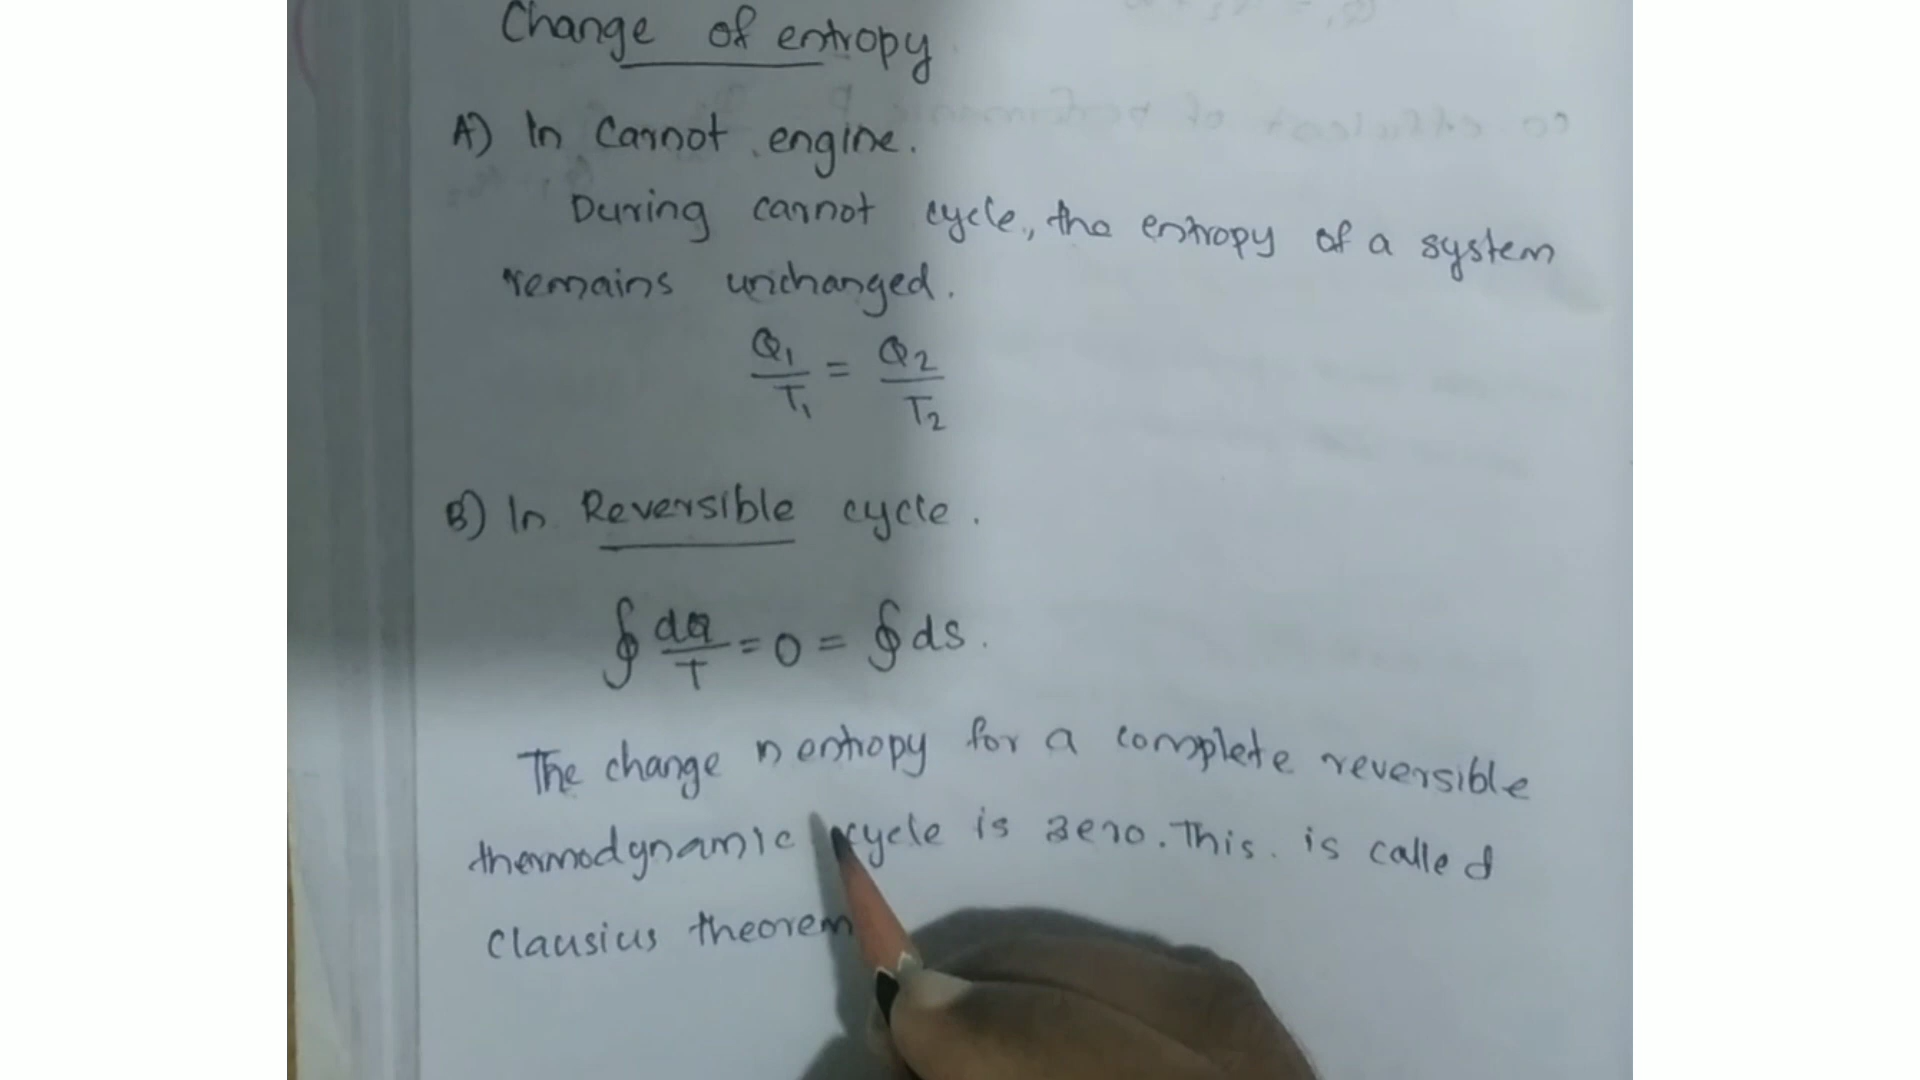 Change of entropy
A) In Carnot engine.
During carnot cycle, the entropy of a system
remains unchanged.
Q1/T1 = Q2/T2
B) In Reversible cycle.
∮ dQ/T = 0 = ∮ ds.
The change n entropy for a complete reversible
thermodynamic cycle is zero. This is called
Clausius theorem